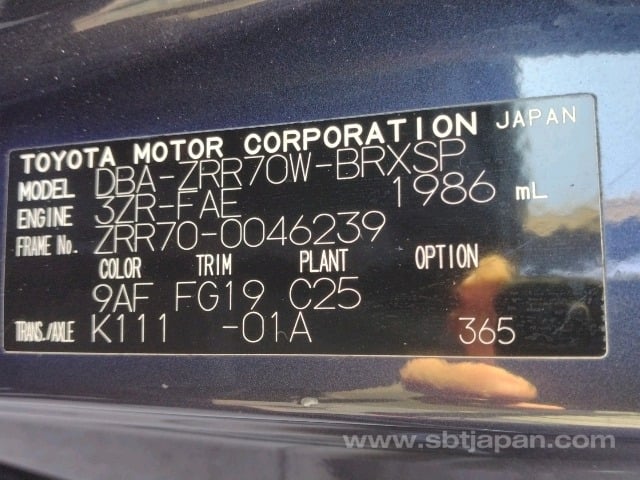 TOYOTA MOTOR CORPORATION JAPAN
MODEL DBA-ZRR70W-BRXSP
ENGINE 3ZR-FAE 1986 mL
FRAME No. ZRR70-0046239
COLOR TRIM PLANT OPTION
9AF FG19 C25
TRANS./AXLE K111 -01A 365
www.sbtjapan.com